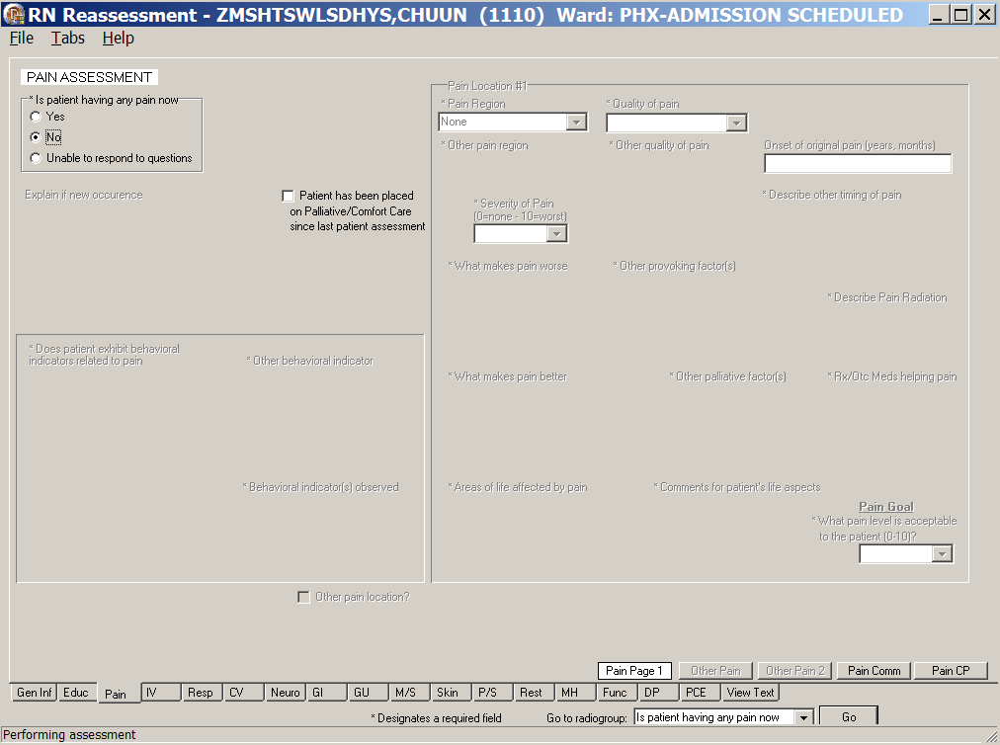 RN Reassessment - ZMSHTSWLSDHYS,CHUUN (1110) Ward: PHX-ADMISSION SCHEDULED
File Tabs Help
PAIN ASSESSMENT
* Is patient having any pain now
Yes
No
Unable to respond to questions
Explain if new occurence
Patient has been placed
on Palliative/Comfort Care
since last patient assessment
* Does patient exhibit behavioral
indicators related to pain
* Other behavioral indicator
* Behavioral indicator(s) observed
Other pain location?
Pain Location #1
* Pain Region
* Quality of pain
None
* Other pain region
* Other quality of pain
Onset of original pain (years, months)
* Severity of Pain
(0=none - 10=worst)
* Describe other timing of pain
* What makes pain worse
* Other provoking factor(s)
* Describe Pain Radiation
* What makes pain better
* Other palliative factor(s)
* Rx/Otc Meds helping pain
* Areas of life affected by pain
* Comments for patient's life aspects
Pain Goal
* What pain level is acceptable
to the patient (0-10)?
Pain Page 1 Other Pain Other Pain 2 Pain Comm Pain CP
Gen Inf Educ Pain IV Resp CV Neuro GI GU M/S Skin P/S Rest MH Func DP PCE View Text
* Designates a required field Go to radiogroup: Is patient having any pain now Go
Performing assessment